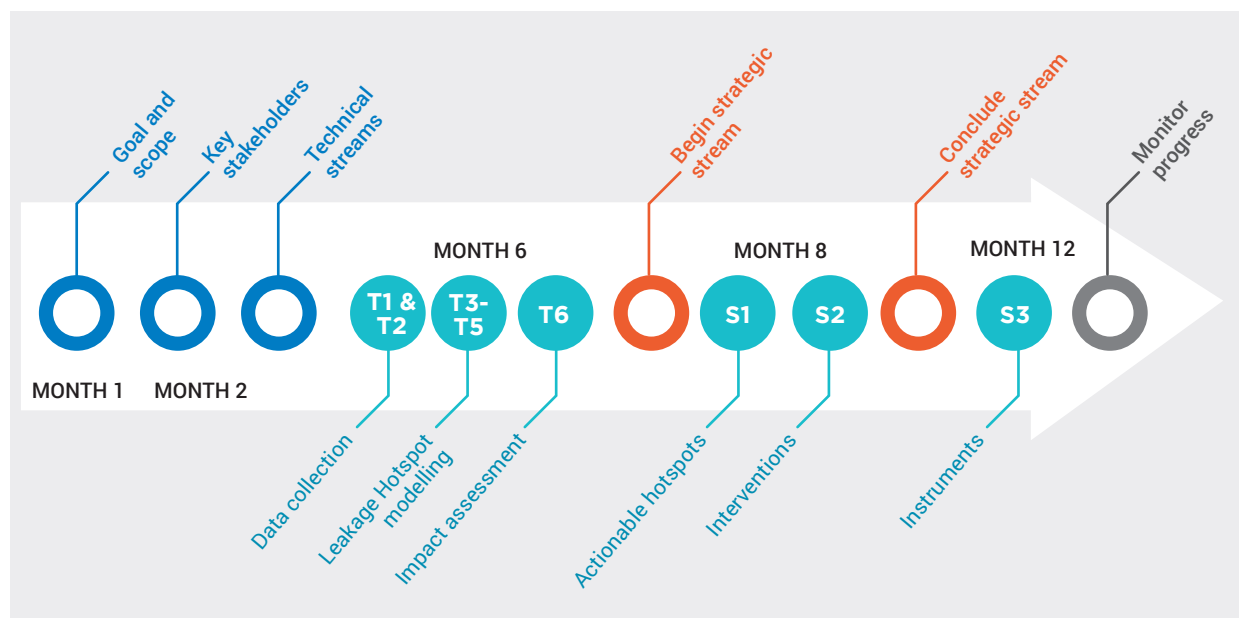 Goal and
scope
Key
stakeholders
Technical
streams
Begin strategic
stream
Conclude
strategic stream
Monitor
progress
MONTH 6
MONTH 8
MONTH 12
T1 &
T2
T3-
T5
T6
S1
S2
S3
MONTH 1
MONTH 2
Data collection
Leakage Hotspot
modelling
Impact assessment
Actionable hotspots
Interventions
Instruments